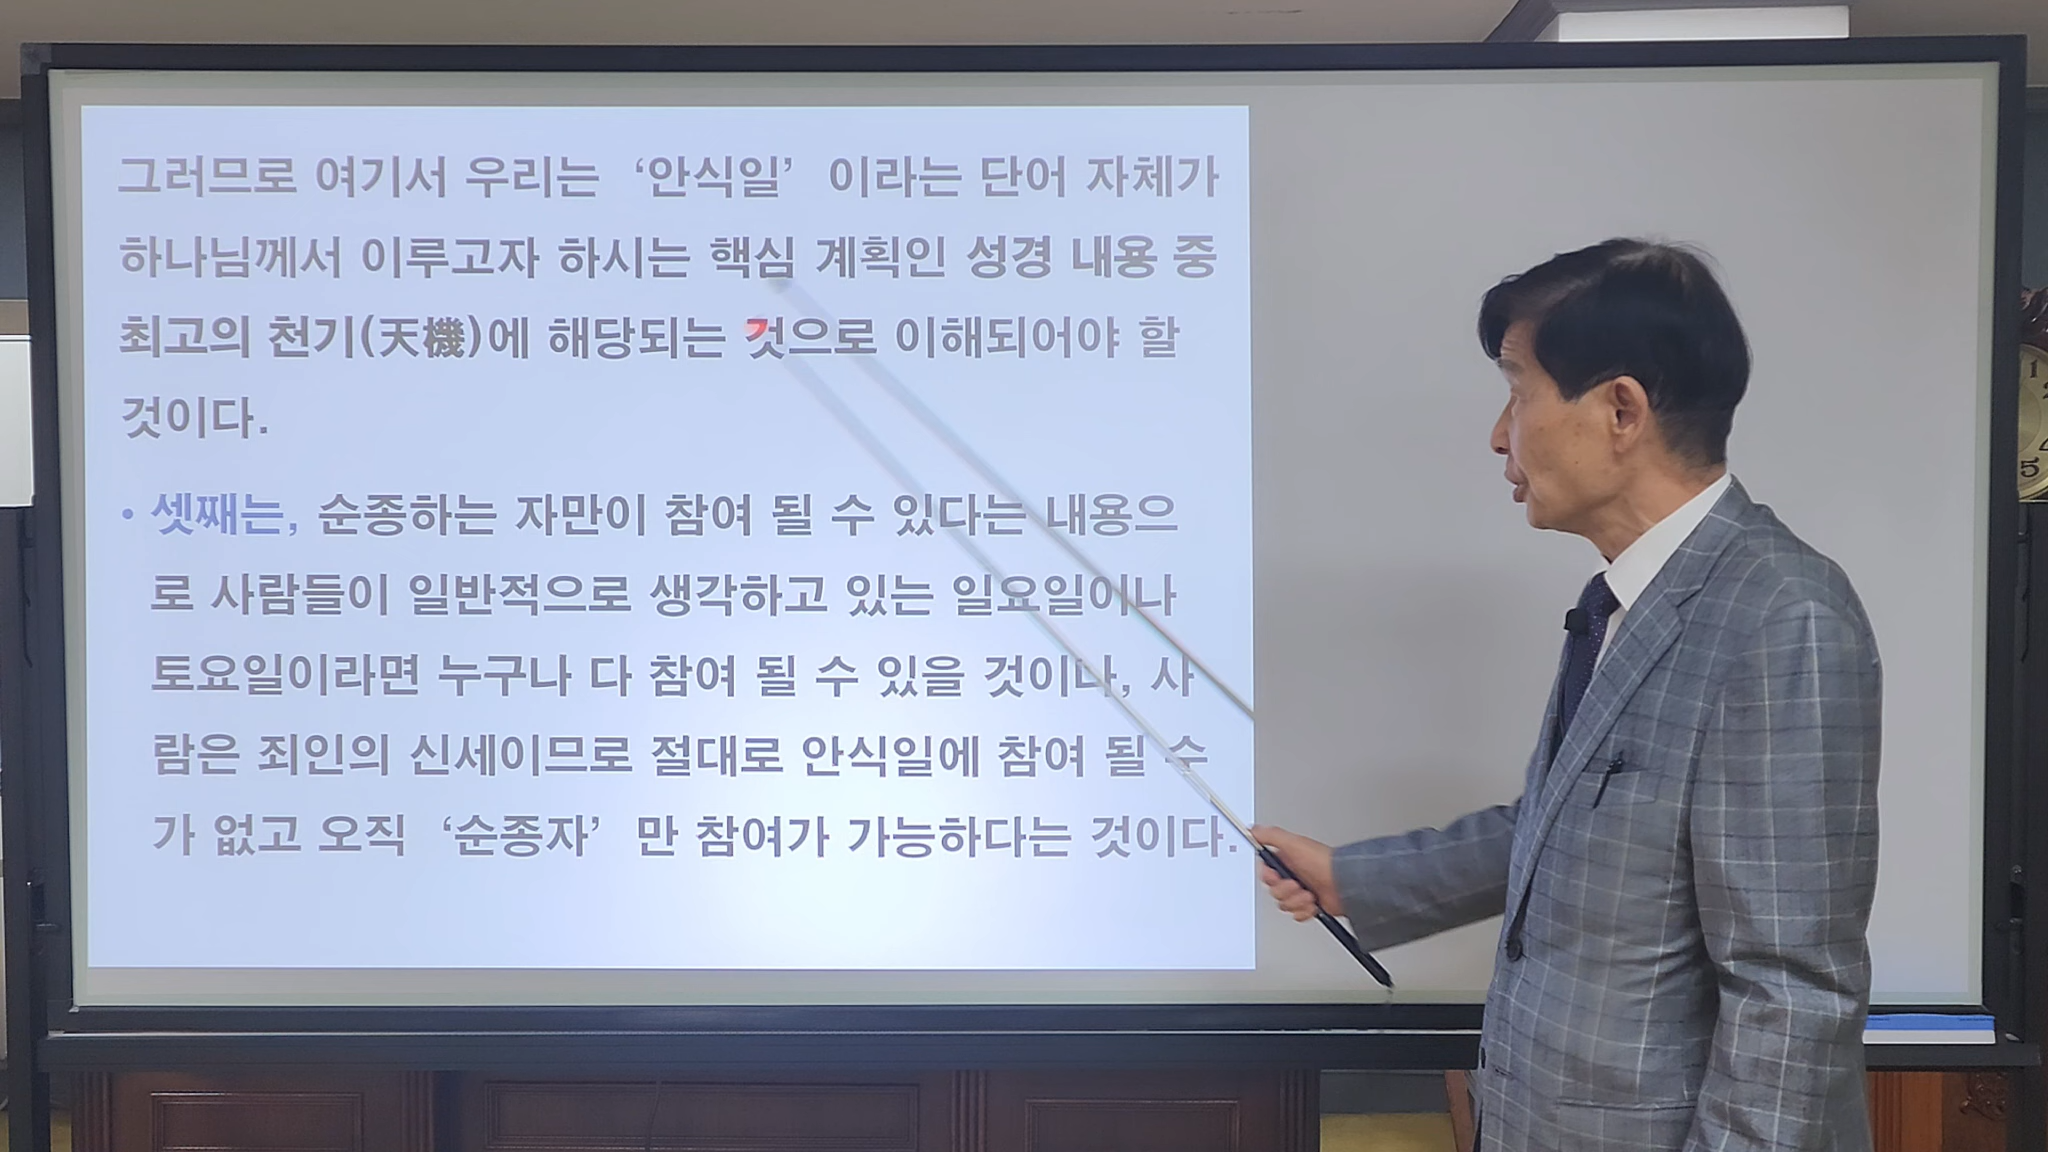 그러므로 여기서 우리는 ‘안식일’ 이라는 단어 자체가
하나님께서 이루고자 하시는 핵심 계획인 성경 내용 중
최고의 천기(天機)에 해당되는 것으로 이해되어야 할
것이다.
• 셋째는, 순종하는 자만이 참여 될 수 있다는 내용으
로 사람들이 일반적으로 생각하고 있는 일요일이나
토요일이라면 누구나 다 참여 될 수 있을 것이나, 사
람은 죄인의 신세이므로 절대로 안식일에 참여 될 수
가 없고 오직 ‘순종자’ 만 참여가 가능하다는 것이다.
1
5